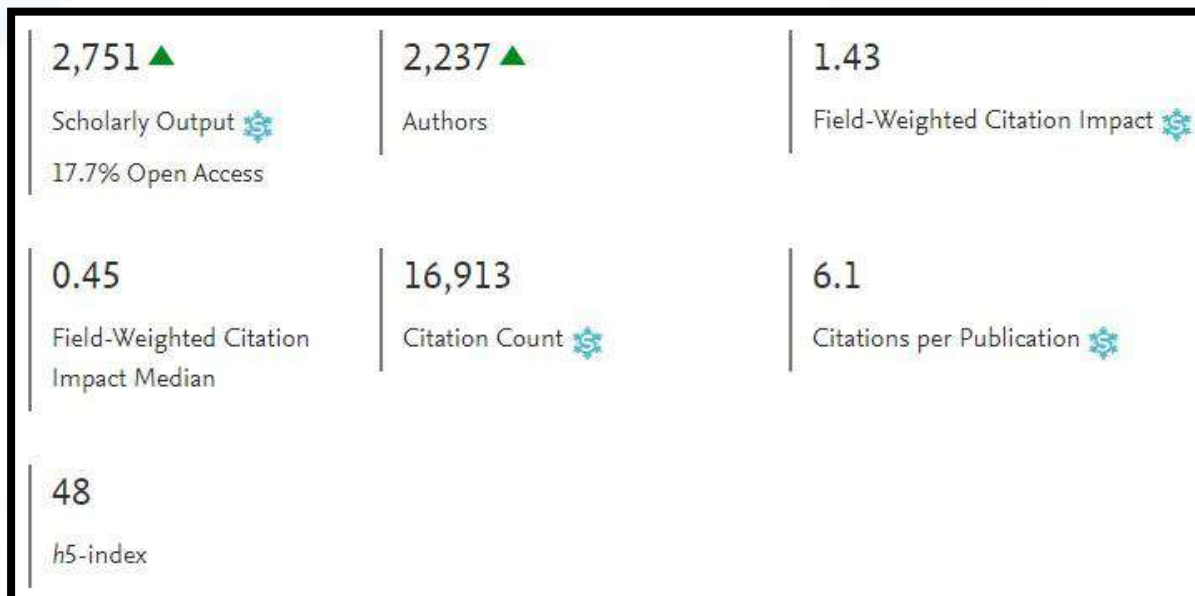 2,751
Scholarly Output
17.7% Open Access
2,237
Authors
1.43
Field-Weighted Citation Impact
0.45
Field-Weighted Citation
Impact Median
16,913
Citation Count
6.1
Citations per Publication
48
h5-index